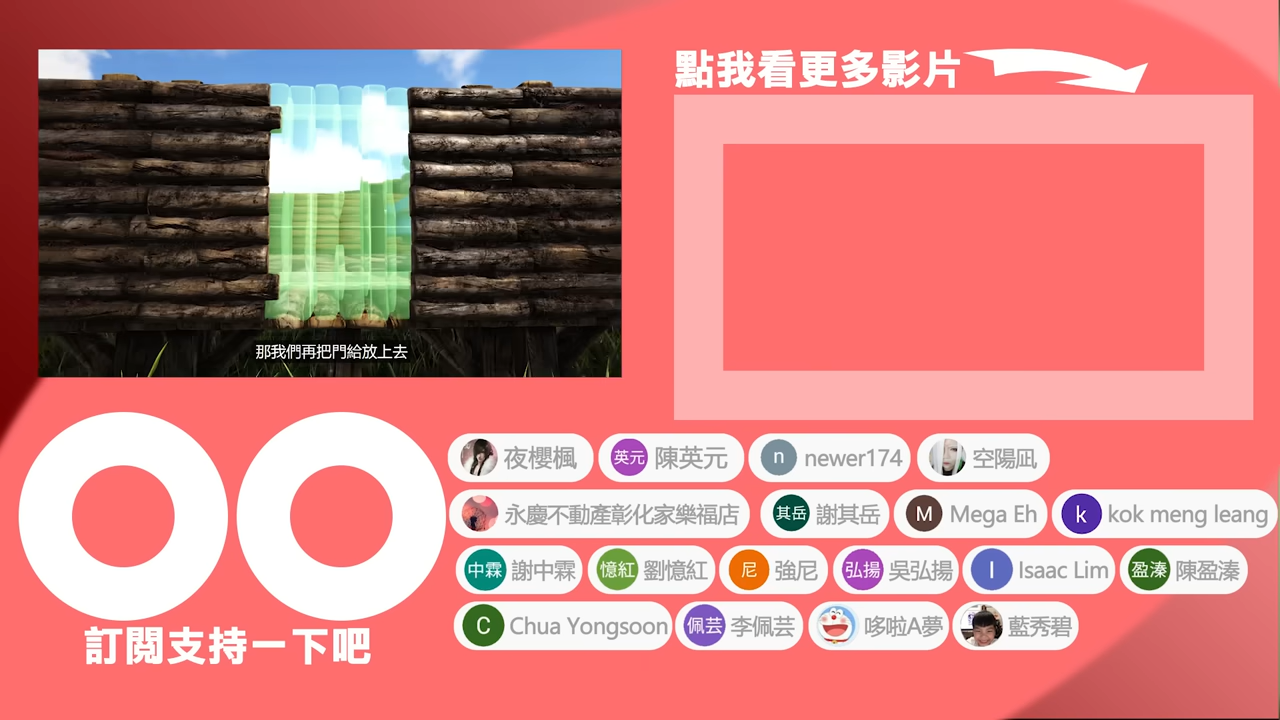 點我看更多影片
那我們再把門給放上去
夜櫻楓 英元 陳英元 n newer174 空陽凪
永慶不動產彰化家樂福店 其岳 謝其岳 M Mega Eh k kok meng leang
中霖 謝中霖 憶紅 劉憶紅 尼 強尼 弘揚 吳弘揚 I Isaac Lim 盈溱 陳盈溱
C Chua Yongsoon 佩芸 李佩芸 哆啦A夢 藍秀碧
訂閱支持一下吧